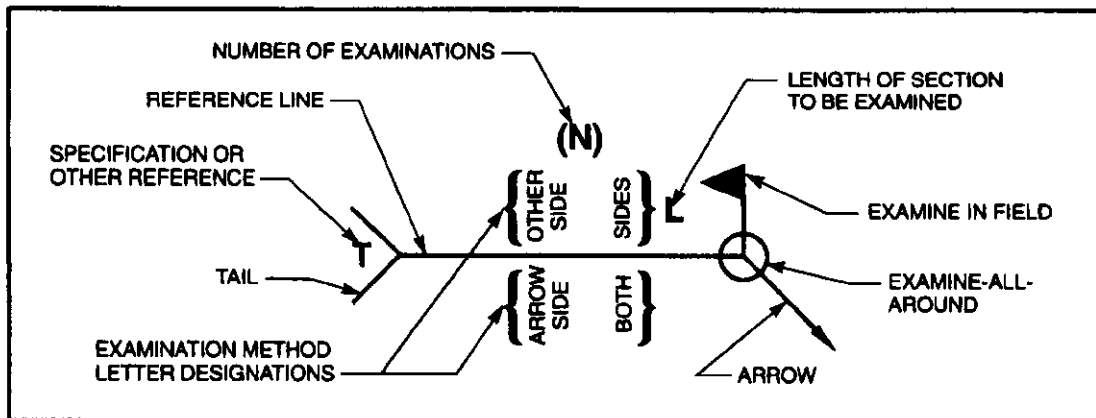 NUMBER OF EXAMINATIONS
LENGTH OF SECTION
TO BE EXAMINED
REFERENCE LINE
(N)
SPECIFICATION OR
OTHER REFERENCE
OTHER
SIDE
SIDES
L
EXAMINE IN FIELD
T
TAIL
ARROW
SIDE
BOTH
EXAMINE-ALL-
AROUND
EXAMINATION METHOD
LETTER DESIGNATIONS
ARROW